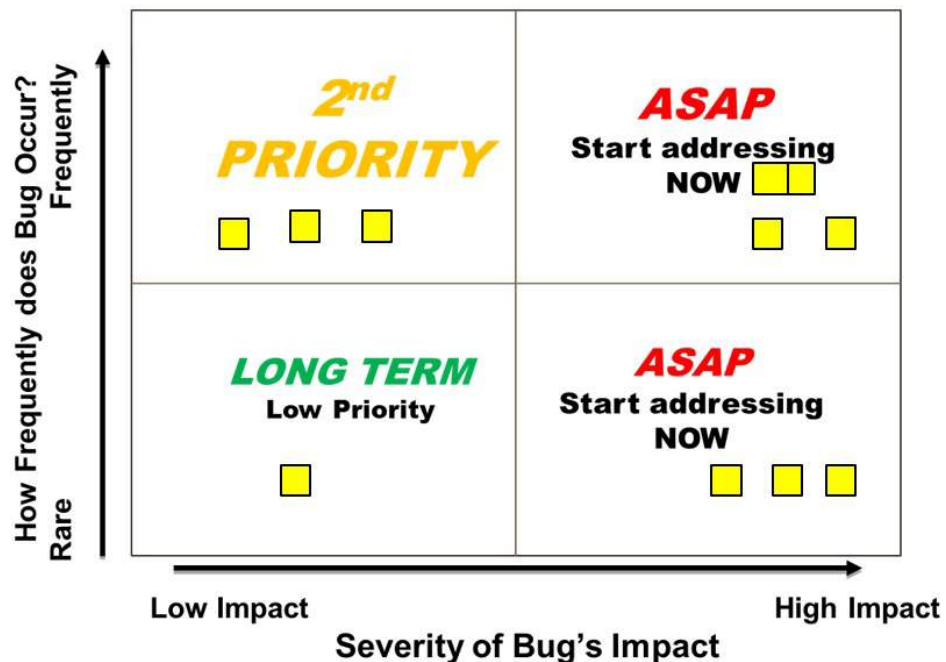 How Frequently does Bug Occur?
Frequently
Rare
2nd
PRIORITY
ASAP
Start addressing
NOW
LONG TERM
Low Priority
ASAP
Start addressing
NOW
Low Impact
High Impact
Severity of Bug's Impact